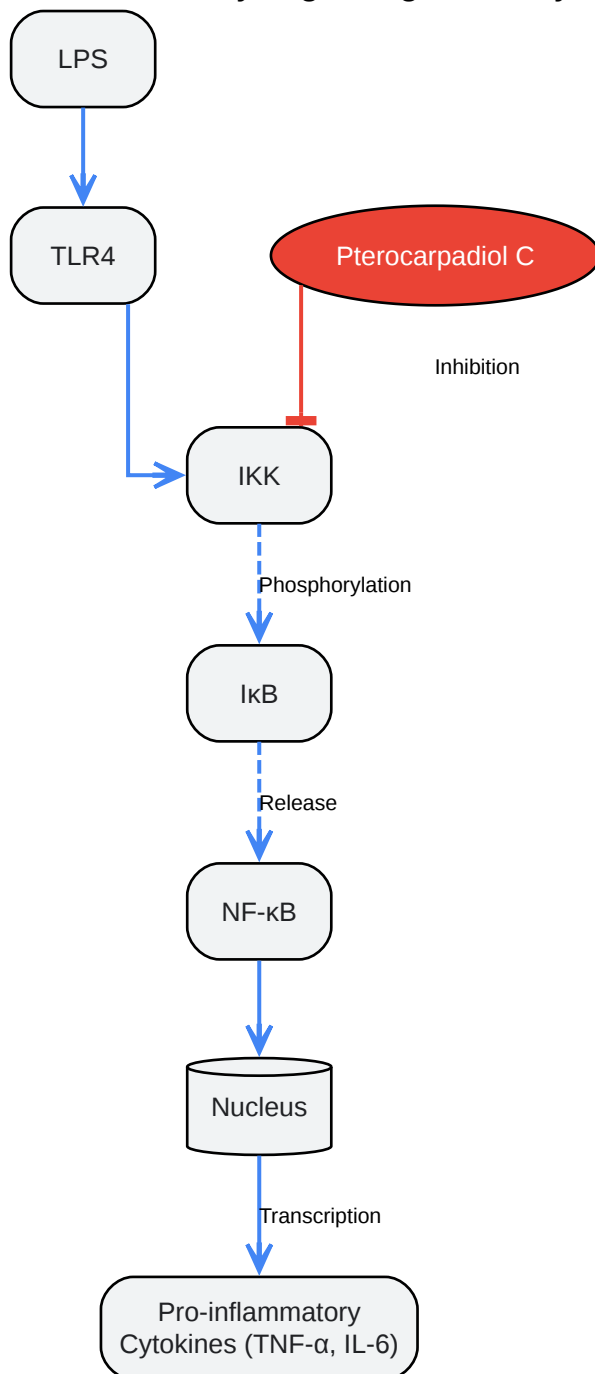 LPS
TLR4
Pterocarpadiol C
Inhibition
IKK
Phosphorylation
IκB
Release
NF-κB
Nucleus
Transcription
Pro-inflammatory
Cytokines (TNF-α, IL-6)